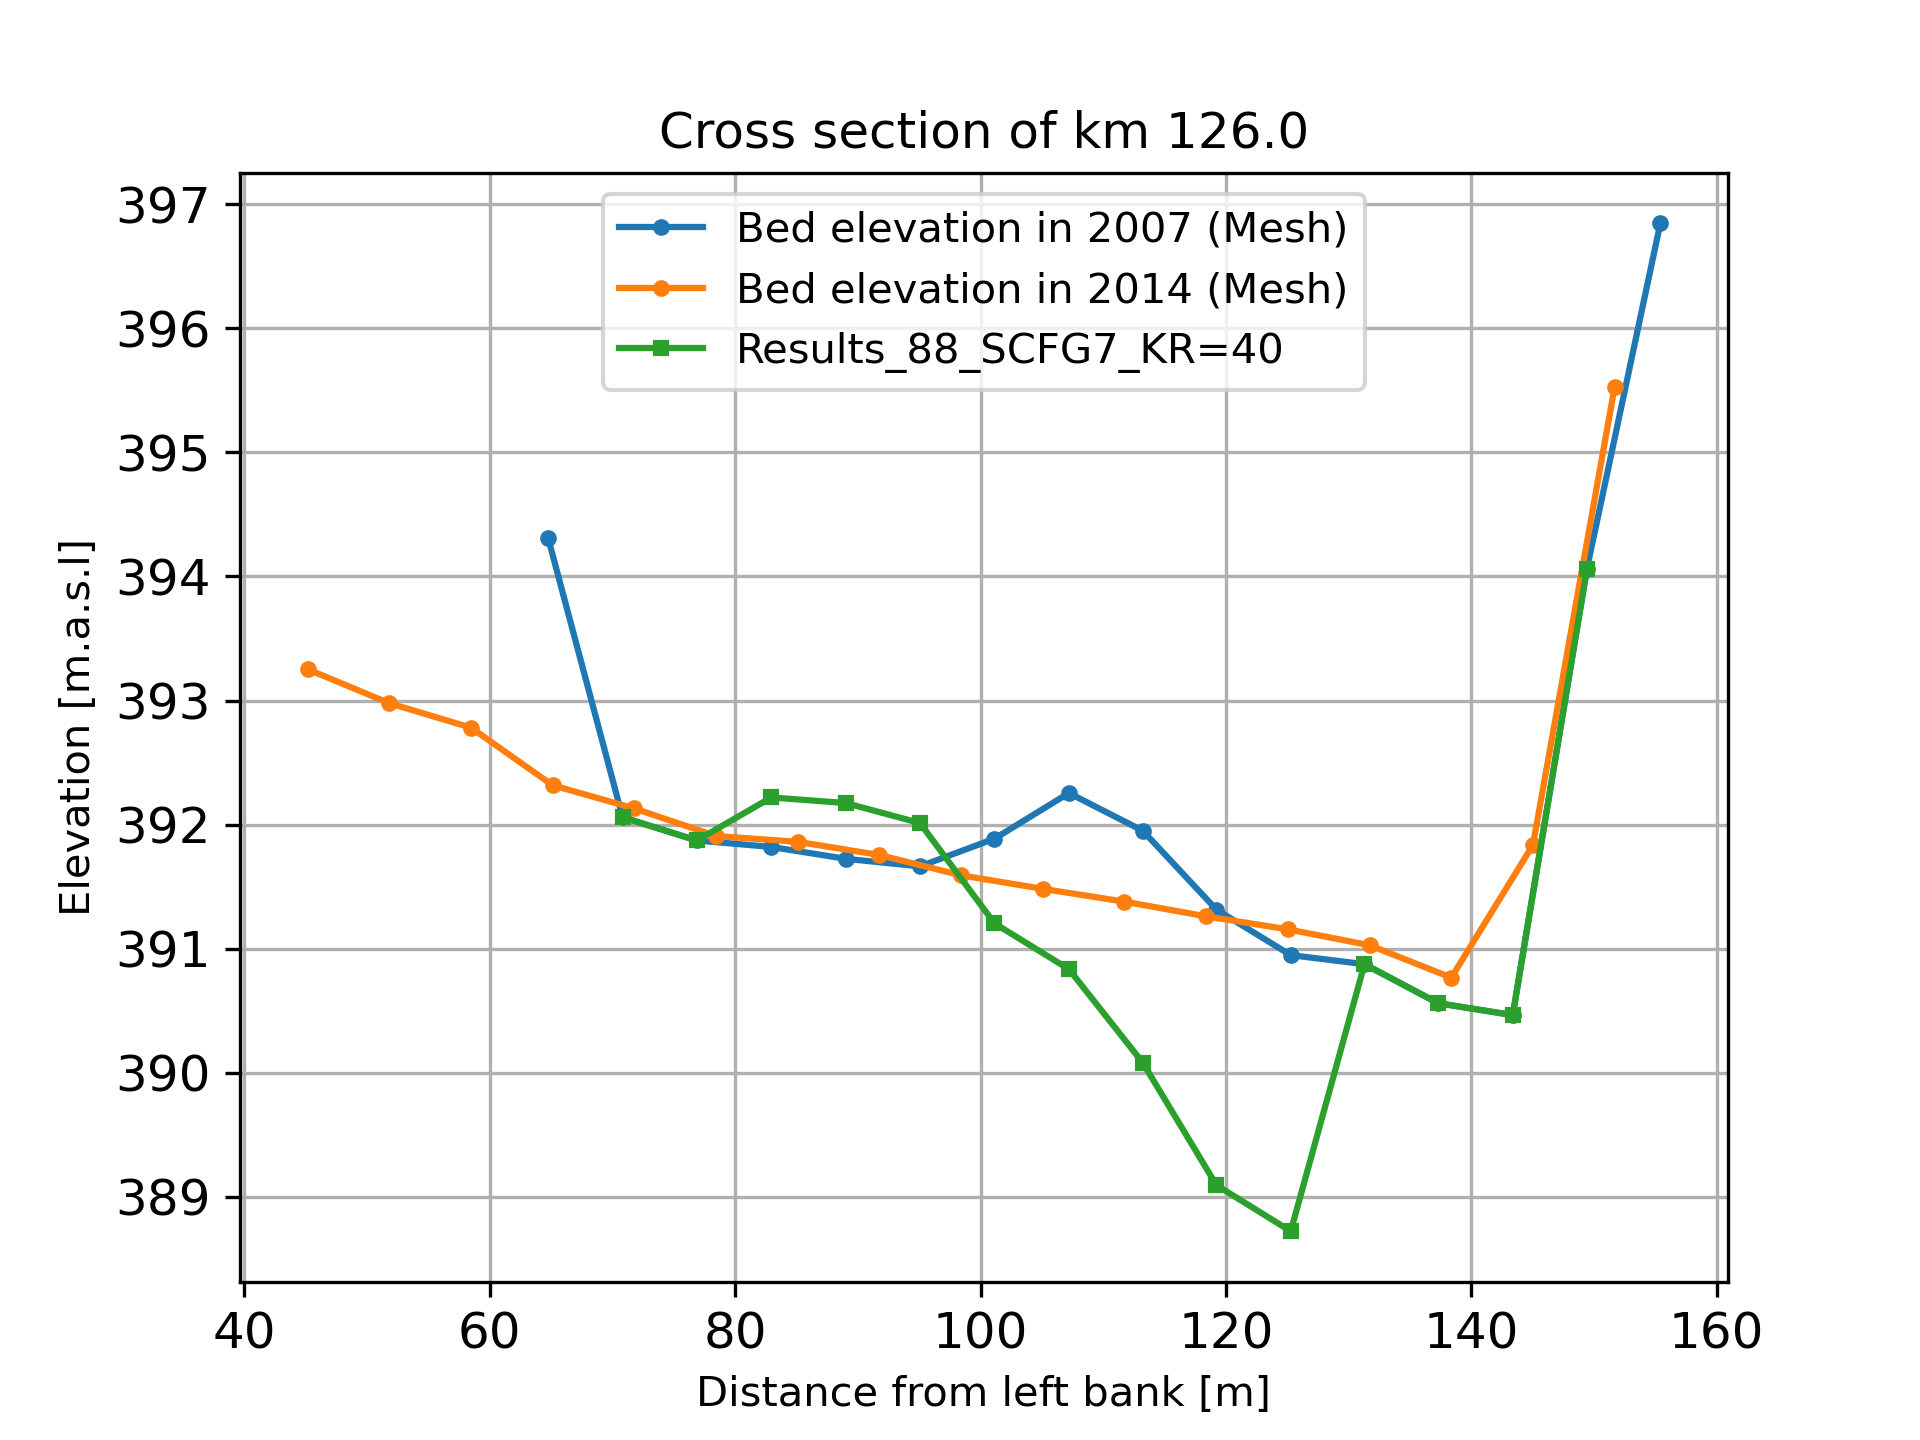 Cross section of km 126.0
397
396
395
394
393
392
391
390
389
Elevation [m.a.s.l]
Bed elevation in 2007 (Mesh)
Bed elevation in 2014 (Mesh)
Results_88_SCFG7_KR=40
40 60 80 100 120 140 160
Distance from left bank [m]